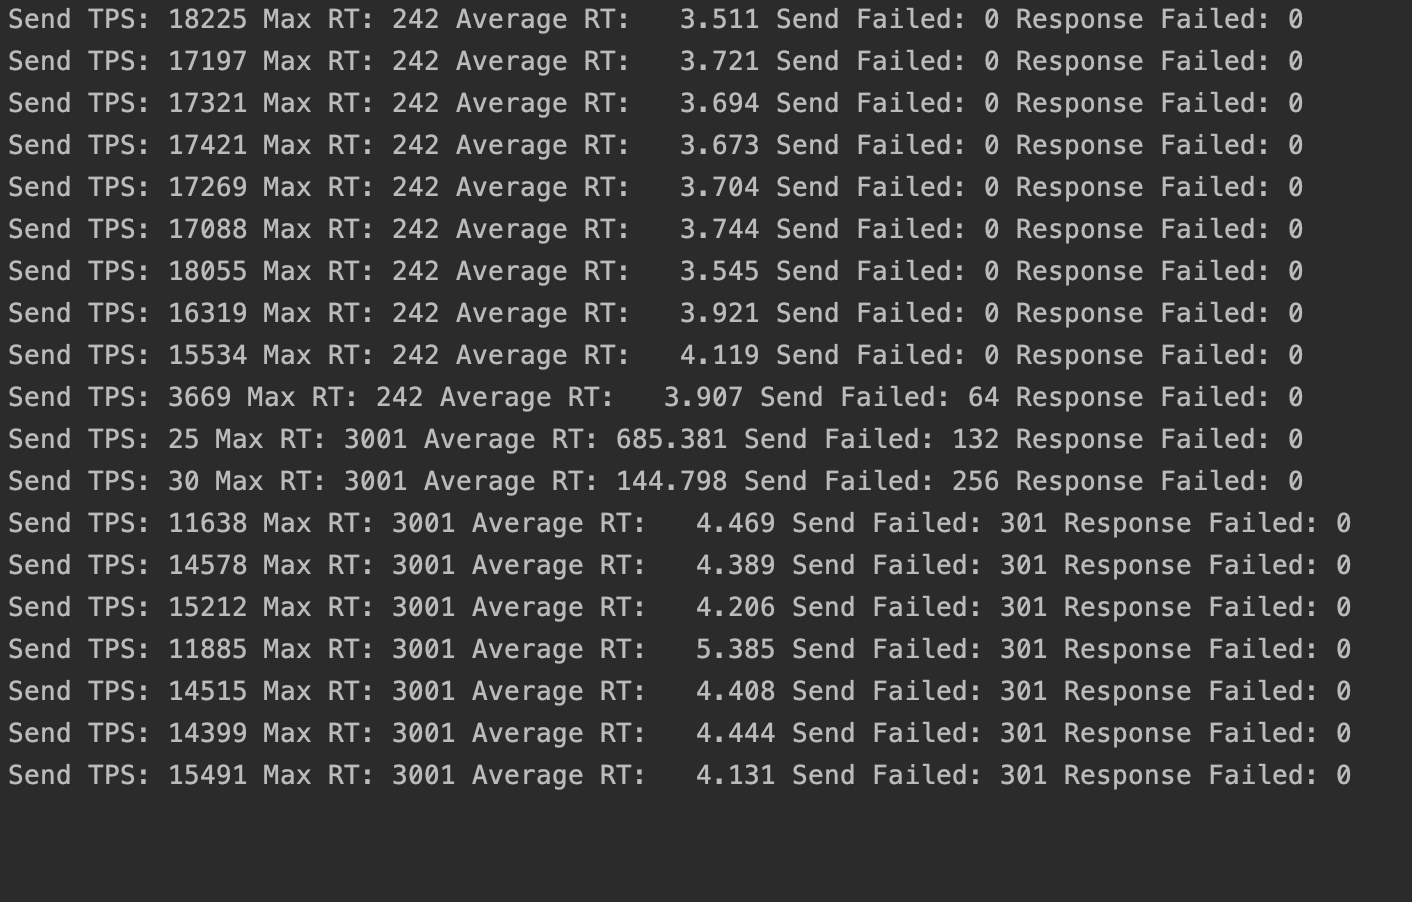 Send TPS: 18225 Max RT: 242 Average RT:   3.511 Send Failed: 0 Response Failed: 0
Send TPS: 17197 Max RT: 242 Average RT:   3.721 Send Failed: 0 Response Failed: 0
Send TPS: 17321 Max RT: 242 Average RT:   3.694 Send Failed: 0 Response Failed: 0
Send TPS: 17421 Max RT: 242 Average RT:   3.673 Send Failed: 0 Response Failed: 0
Send TPS: 17269 Max RT: 242 Average RT:   3.704 Send Failed: 0 Response Failed: 0
Send TPS: 17088 Max RT: 242 Average RT:   3.744 Send Failed: 0 Response Failed: 0
Send TPS: 18055 Max RT: 242 Average RT:   3.545 Send Failed: 0 Response Failed: 0
Send TPS: 16319 Max RT: 242 Average RT:   3.921 Send Failed: 0 Response Failed: 0
Send TPS: 15534 Max RT: 242 Average RT:   4.119 Send Failed: 0 Response Failed: 0
Send TPS: 3669 Max RT: 242 Average RT:   3.907 Send Failed: 64 Response Failed: 0
Send TPS: 25 Max RT: 3001 Average RT: 685.381 Send Failed: 132 Response Failed: 0
Send TPS: 30 Max RT: 3001 Average RT: 144.798 Send Failed: 256 Response Failed: 0
Send TPS: 11638 Max RT: 3001 Average RT:   4.469 Send Failed: 301 Response Failed: 0
Send TPS: 14578 Max RT: 3001 Average RT:   4.389 Send Failed: 301 Response Failed: 0
Send TPS: 15212 Max RT: 3001 Average RT:   4.206 Send Failed: 301 Response Failed: 0
Send TPS: 11885 Max RT: 3001 Average RT:   5.385 Send Failed: 301 Response Failed: 0
Send TPS: 14515 Max RT: 3001 Average RT:   4.408 Send Failed: 301 Response Failed: 0
Send TPS: 14399 Max RT: 3001 Average RT:   4.444 Send Failed: 301 Response Failed: 0
Send TPS: 15491 Max RT: 3001 Average RT:   4.131 Send Failed: 301 Response Failed: 0